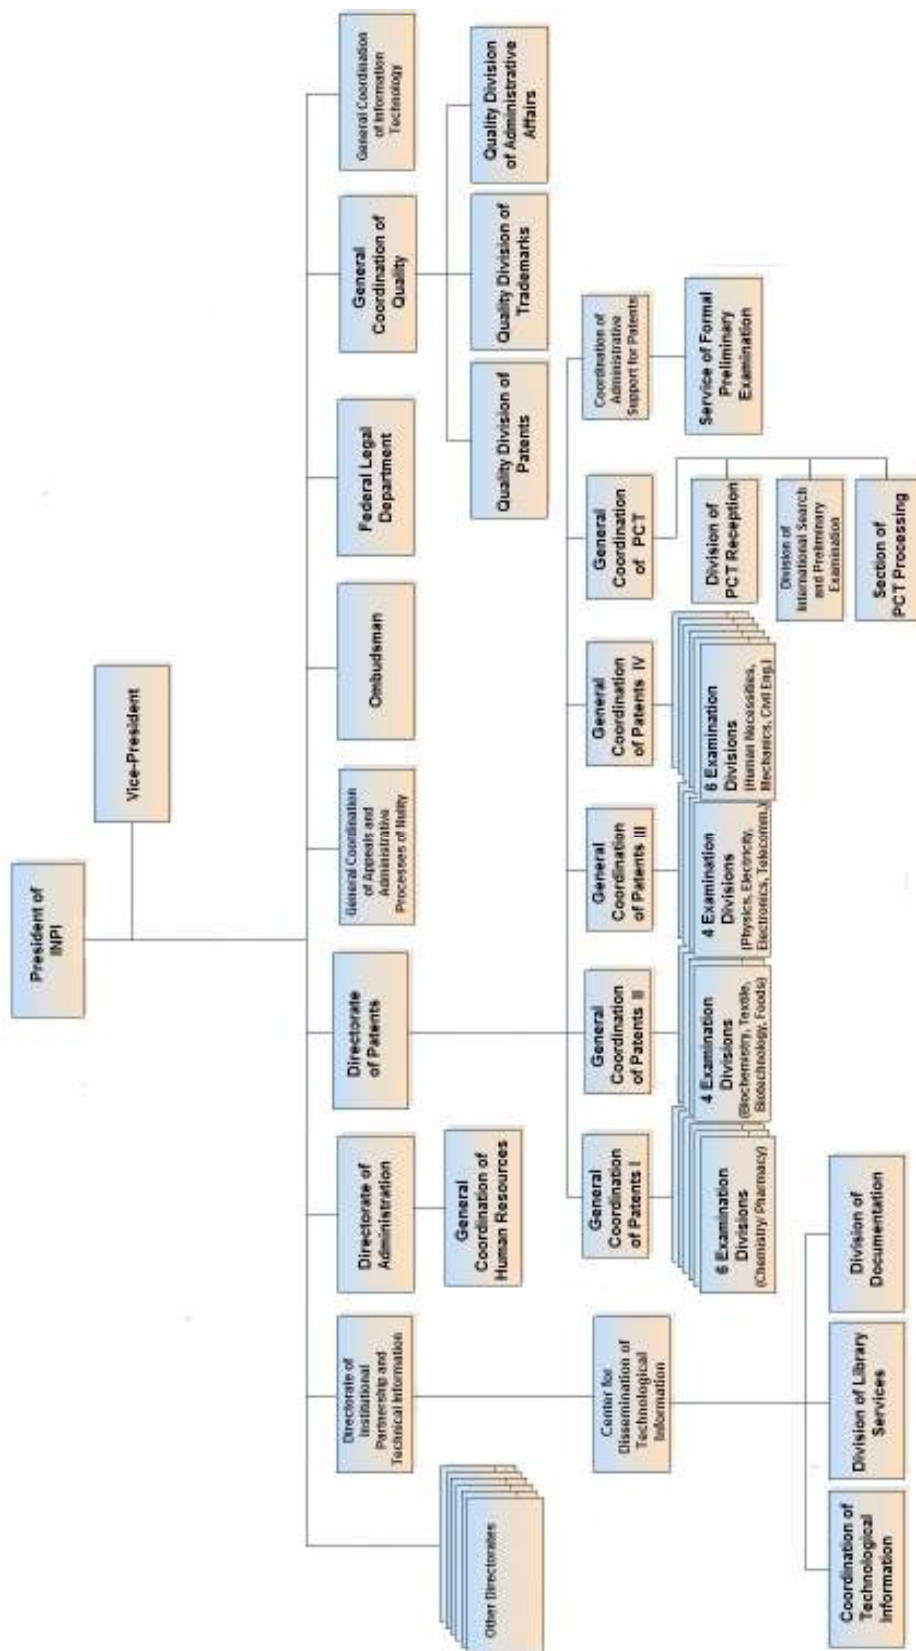 President of
INPI
Vice-President
Other Directorates
Directorate of
Institutional
Partnership and
Technical Information
Directorate of
Administration
Directorate
of Patents
General Coordination
of Appeals and
Administrative
Processes of Nulity
Ombudsman
Federal Legal
Department
General
Coordination of
Quality
General Coordination
of Information
Technology
General
Coordination of
Human Resources
Quality Division of
Patents
Quality Division of
Trademarks
Quality Division
of Administrative
Affairs
Center for
Dissemination of
Technological
Information
General
Coordination
of Patents I
General
Coordination
of Patents II
General
Coordination
of Patents III
General
Coordination
of Patents IV
General
Coordination
of PCT
Coordination of
Administrative
Support for Patents
6 Examination
Divisions
(Chemistry/ Pharmacy)
4 Examination
Divisions
(Biochemistry, Textile,
Biotechnology, Foods)
4 Examination
Divisions
(Physics, Electricity,
Electronics, Telecomm.)
6 Examination
Divisions
(Human Necessities,
Mechanics, Civil Eng.)
Division of
PCT Reception
Division of
International Search
and Preliminary
Examination
Section of
PCT Processing
Service of Formal
Preliminary
Examination
Coordination of
Technological
Information
Division of Library
Services
Division of
Documentation